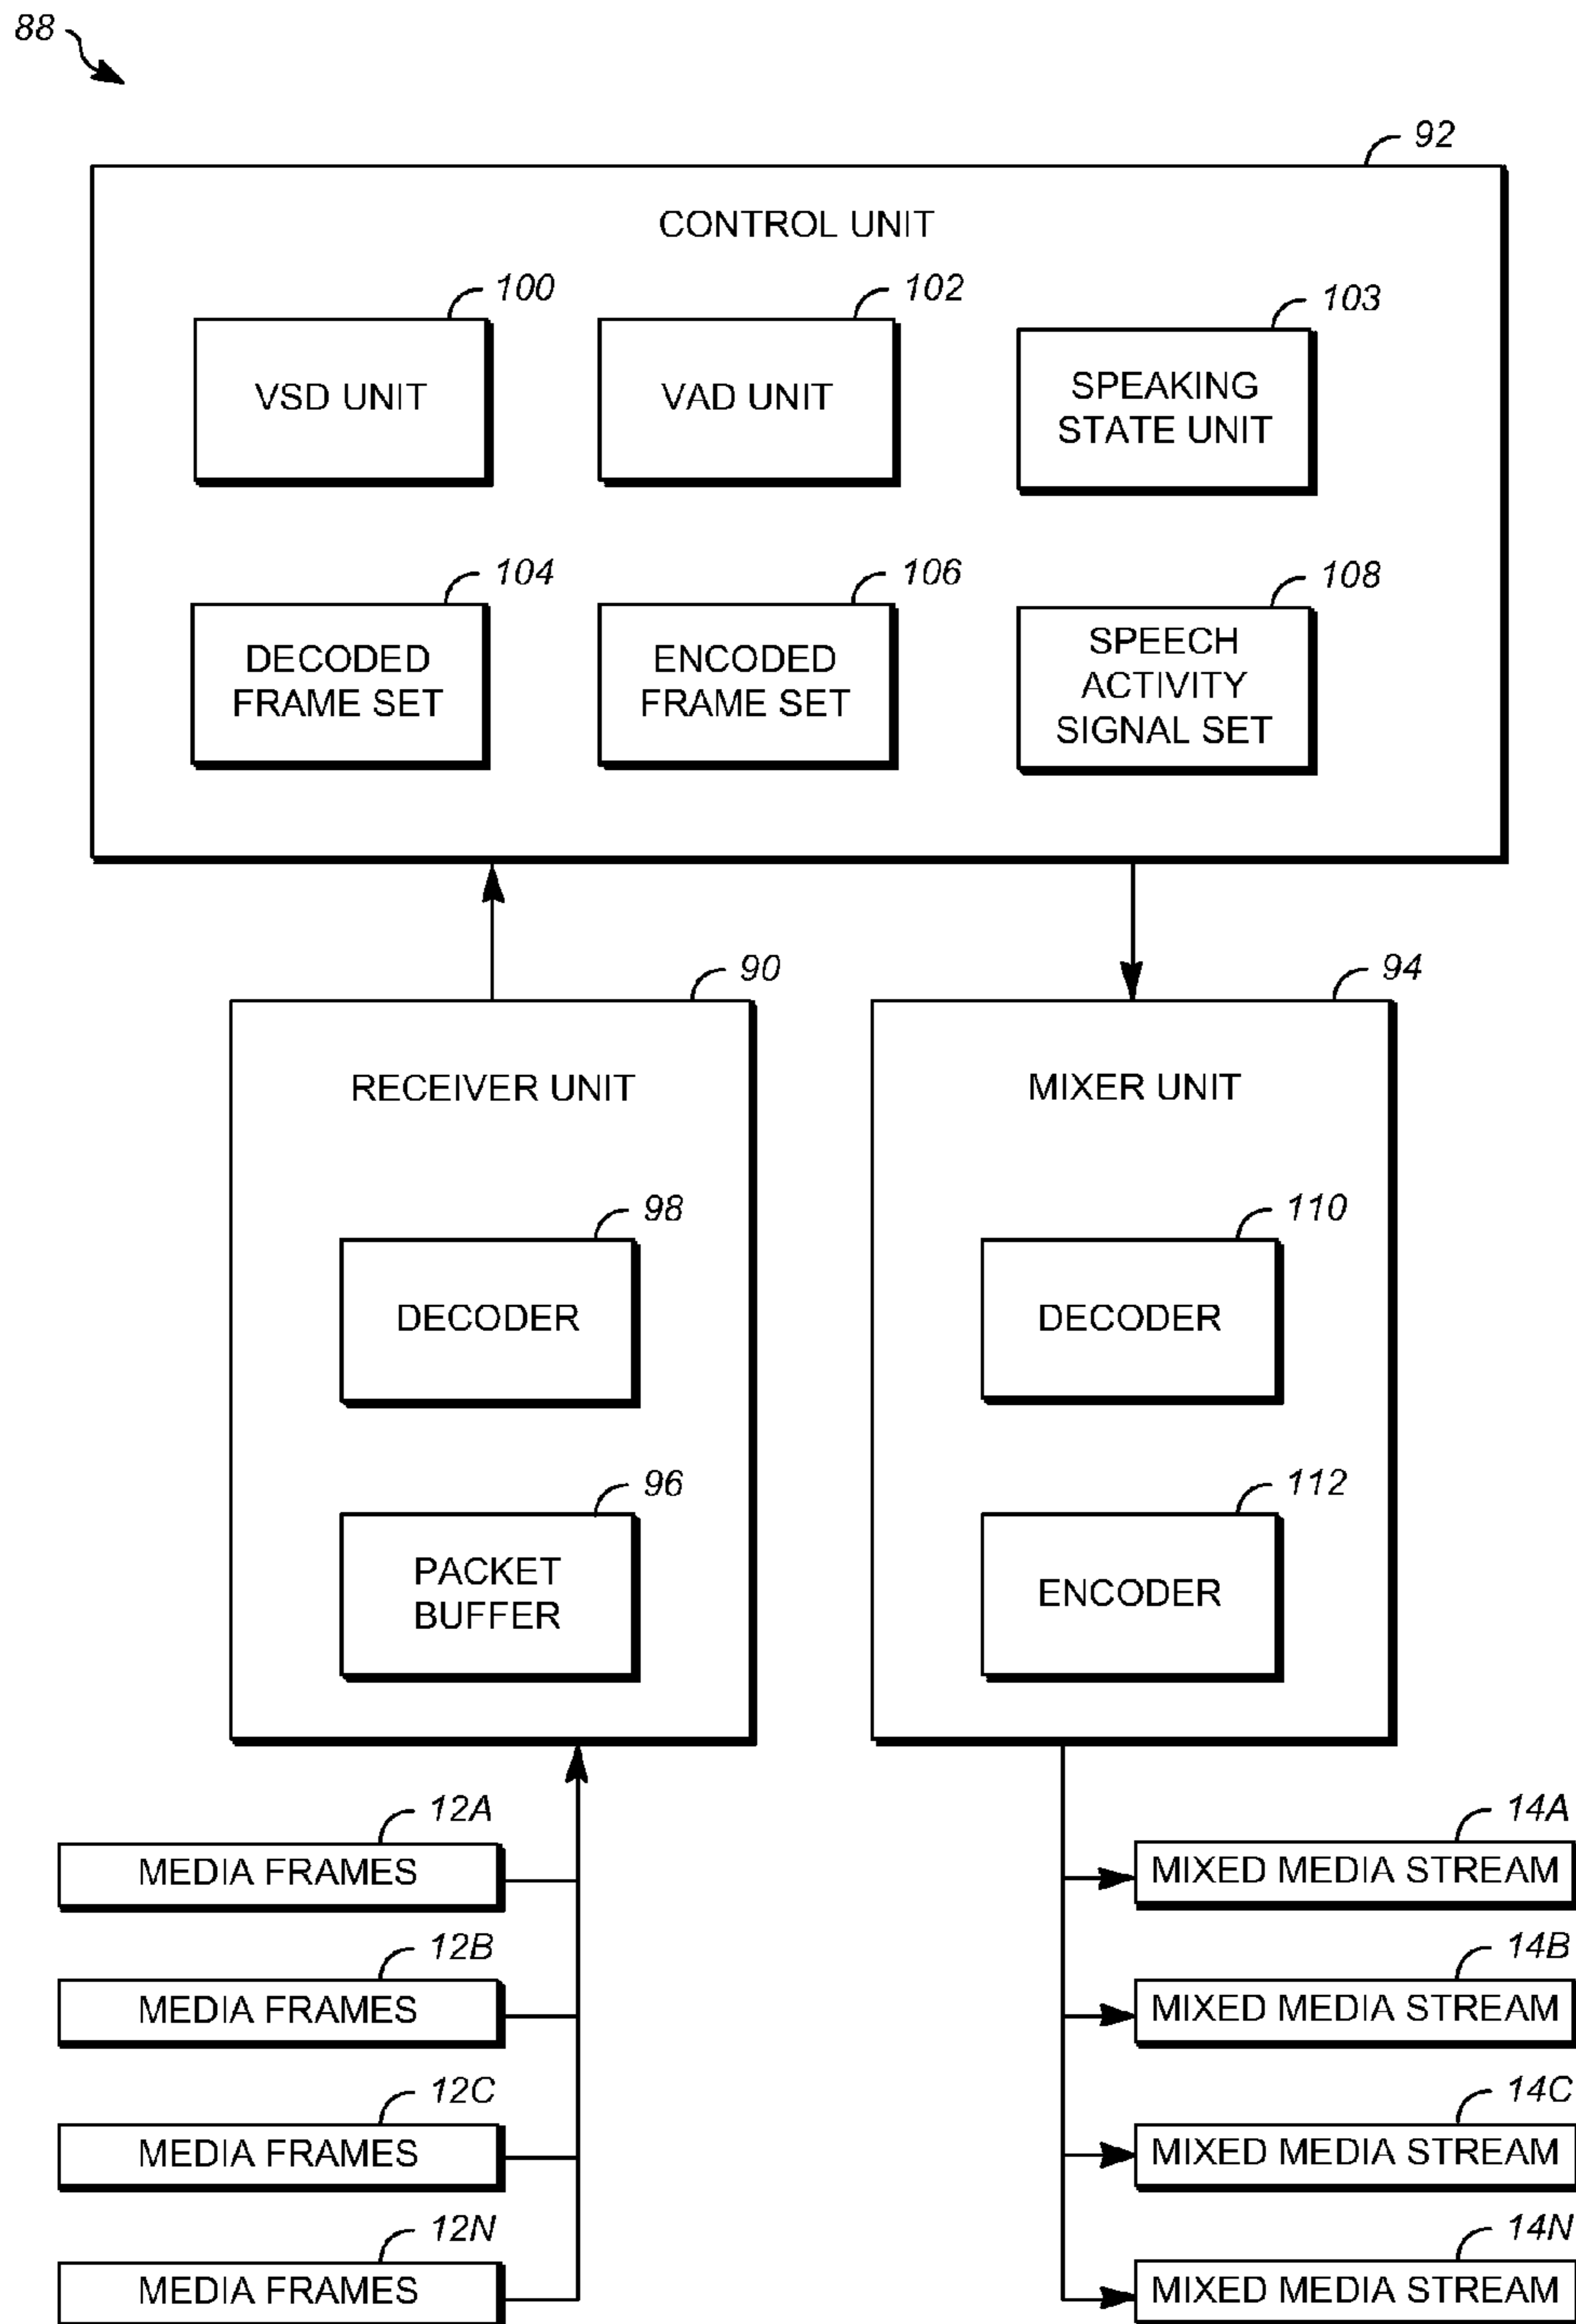 88
92
CONTROL UNIT
100
102
103
VSD UNIT
VAD UNIT
SPEAKING
STATE UNIT
104
106
108
DECODED
FRAME SET
ENCODED
FRAME SET
SPEECH
ACTIVITY
SIGNAL SET
90
94
RECEIVER UNIT
MIXER UNIT
98
110
DECODER
DECODER
96
112
PACKET
BUFFER
ENCODER
12A
MEDIA FRAMES
12B
MEDIA FRAMES
12C
MEDIA FRAMES
12N
MEDIA FRAMES
14A
MIXED MEDIA STREAM
14B
MIXED MEDIA STREAM
14C
MIXED MEDIA STREAM
14N
MIXED MEDIA STREAM